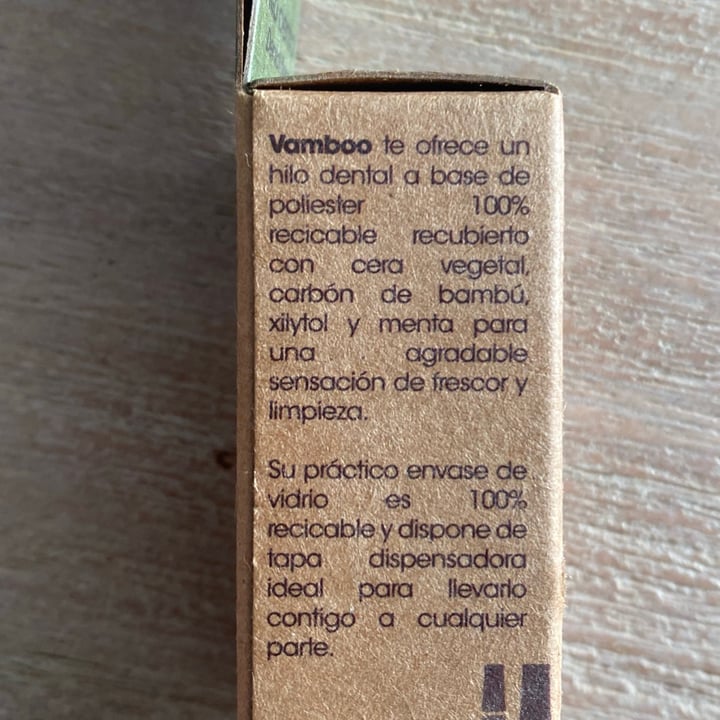 Vamboo te ofrece un
hilo dental a base de
poliester 100%
recicable recubierto
con cera vegetal,
carbón de bambú,
xilytol y menta para
una agradable
sensación de frescor y
limpieza.
Su práctico envase de
vidrio es 100%
recicable y dispone de
tapa dispensadora
ideal para llevarlo
contigo a cualquier
parte.